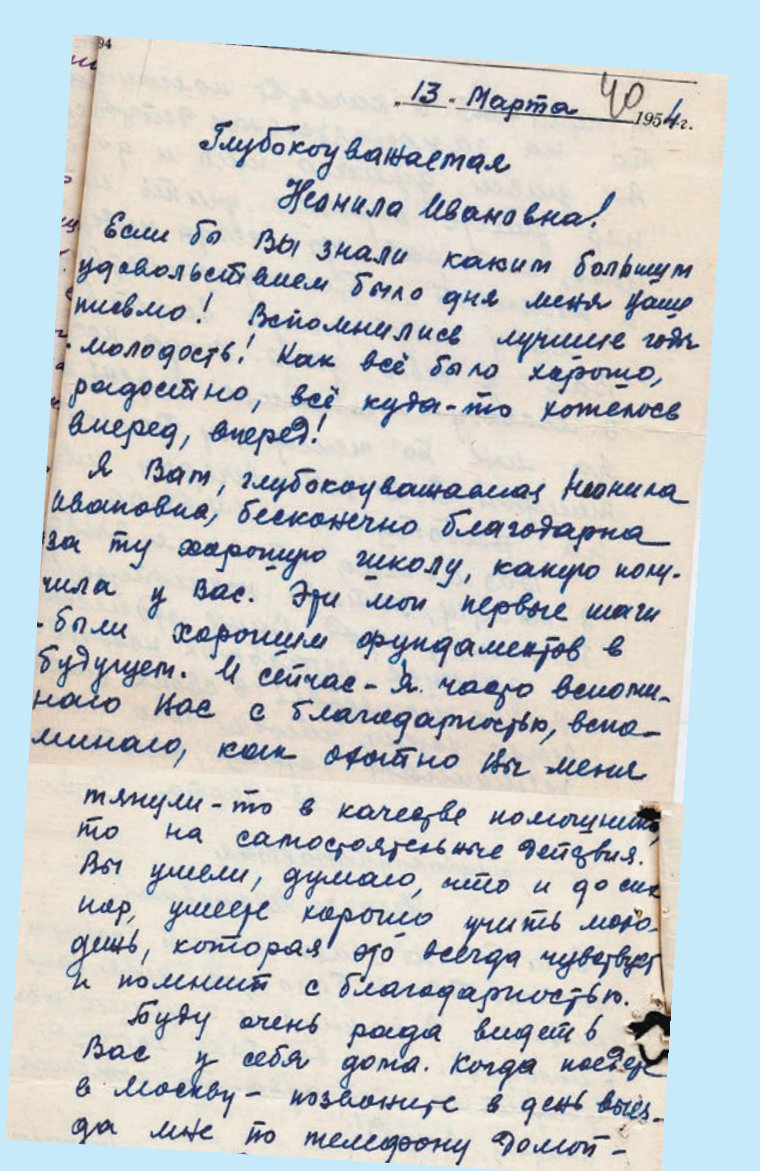 94
40
„13" Марта 1954 г.
Глубокоуважаемая
Неонила Ивановна!
Если бы Вы знали каким большим
удовольствием было для меня Ваше
письмо! Вспомнились лучшие годы
молодость! Как всё было хорошо,
радостно, всё куда-то хотелось
вперед, вперед!
Я Вам, глубокоуважаемая Неонила
Ивановна, бесконечно благодарна
за ту хорошую школу, какую полу-
чила у Вас. Эти мои первые шаги
были хорошим фундаментов в
будущем. И сейчас - Я часто вспоми-
наю Вас с благодарностью, вспо-
минаю, как охотно Вы меня
тянули - то в качестве помощника,
то на самостоятельные действия.
Вы умели, думаю, что и до сих
пор, умеете хорошо учить моло-
дежь, которая это всегда чувствует
и помнит с благодарностью.
Буду очень рада видеть
Вас у себя дома. Когда поедете
в Москву - позвоните в день выез-
да мне по телефону домой -